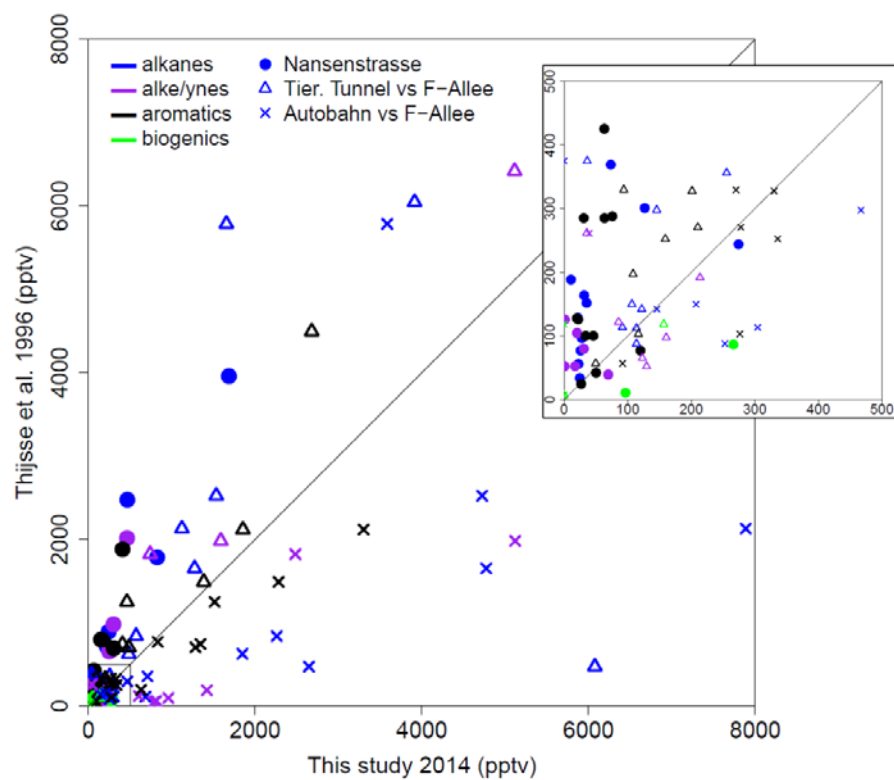 8000
6000
4000
2000
0
Thijsse et al. 1996 (pptv)
alkanes
alke/ynes
aromatics
biogenics
Nansenstrasse
Tier. Tunnel vs F−Allee
Autobahn vs F−Allee
500
400
300
200
100
0
0 100 200 300 400 500
0 2000 4000 6000 8000
This study 2014 (pptv)